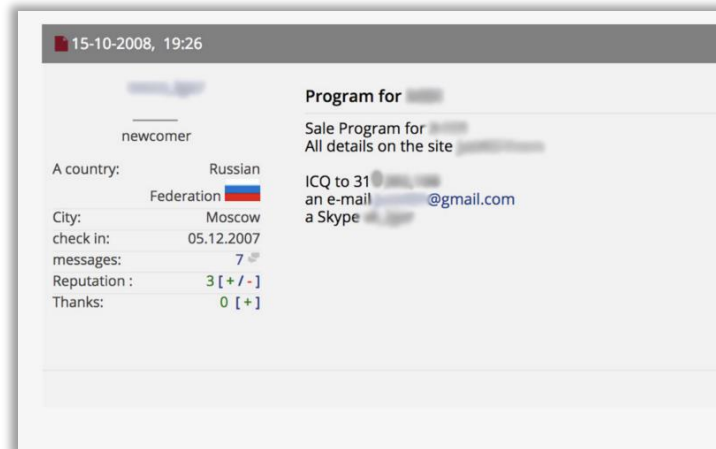 15-10-2008, 19:26
newcomer
A country: Russian Federation
City: Moscow
check in: 05.12.2007
messages: 7
Reputation : 3 [ + / - ]
Thanks: 0 [ + ]
Program for
Sale Program for
All details on the site
ICQ to 31
an e-mail @gmail.com
a Skype